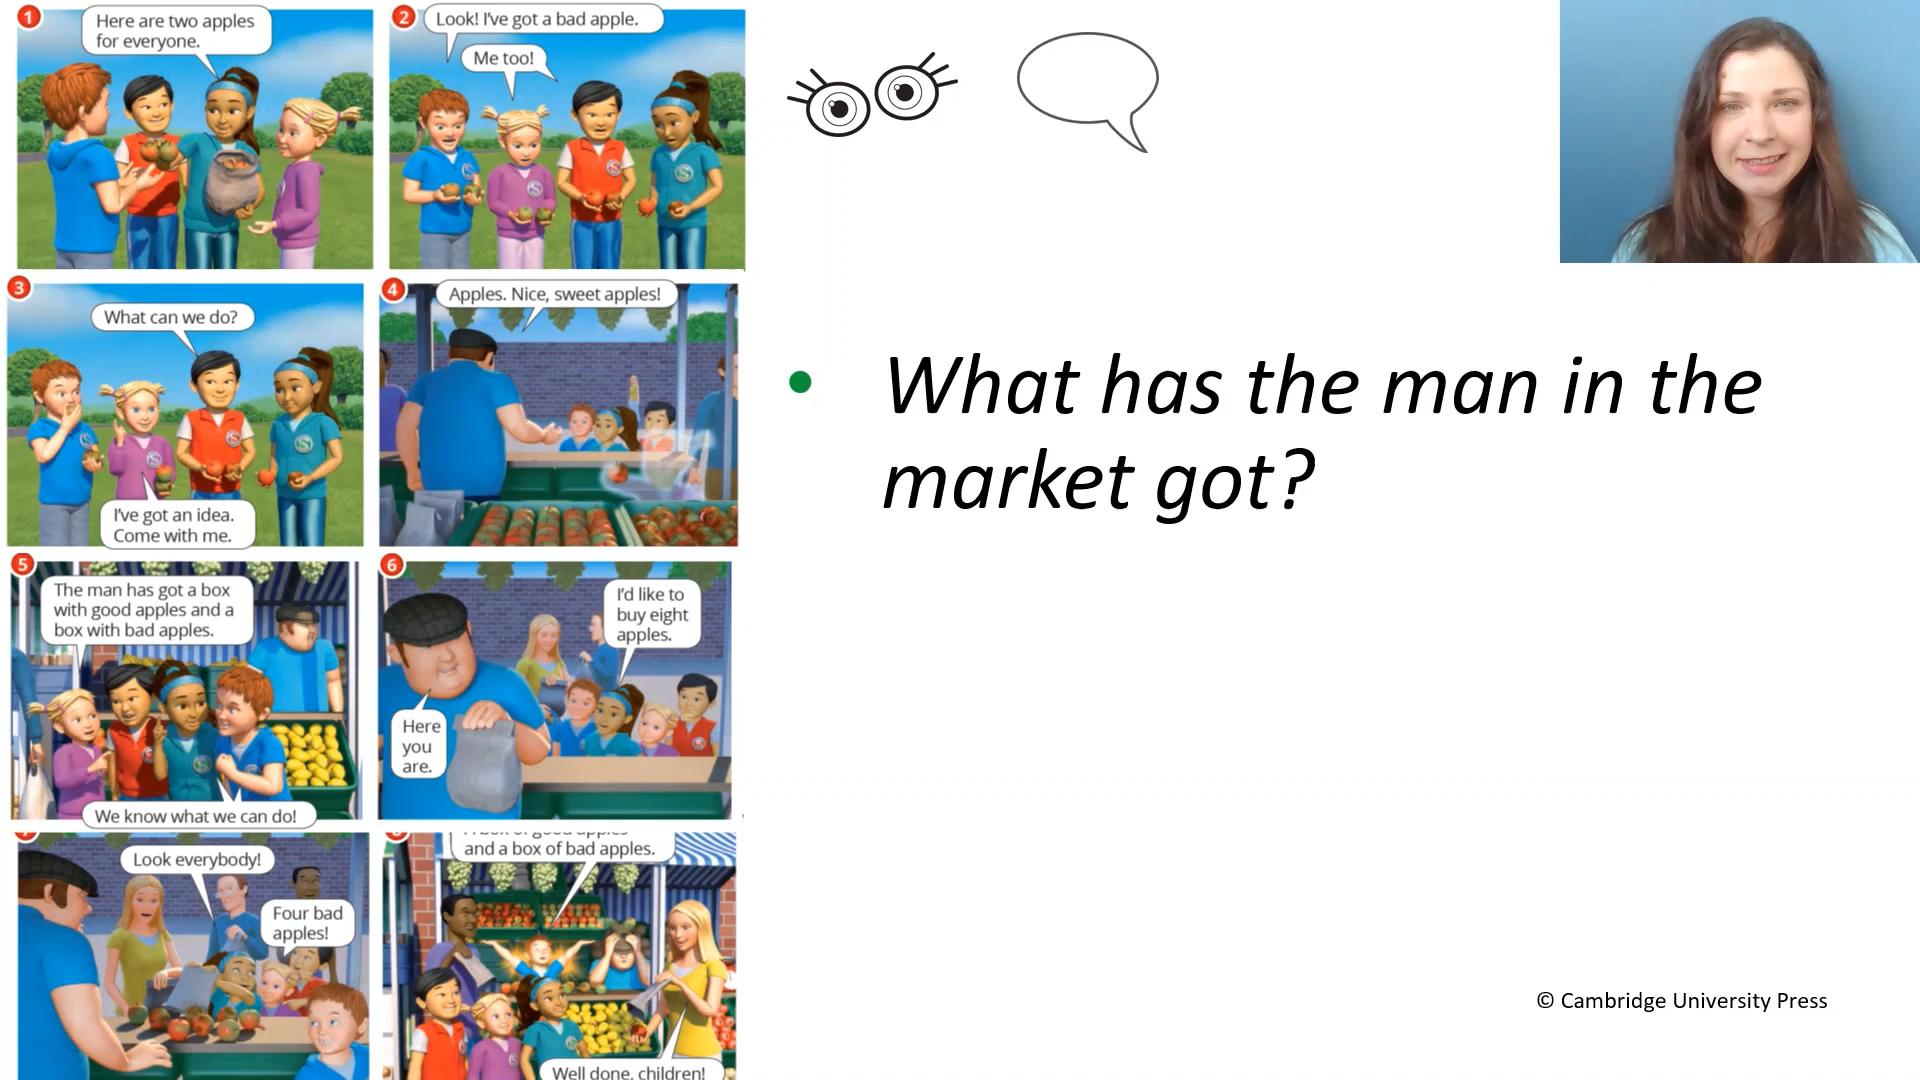 1
Here are two apples
for everyone.
2
Look! I've got a bad apple.
Me too!
3
What can we do?
I've got an idea.
Come with me.
4
Apples. Nice, sweet apples!
5
The man has got a box
with good apples and a
box with bad apples.
We know what we can do!
6
I'd like to
buy eight
apples.
Here
you
are.
Look everybody!
Four bad
apples!
A box of good apples
and a box of bad apples.
Well done, children!
• What has the man in the
market got?
© Cambridge University Press